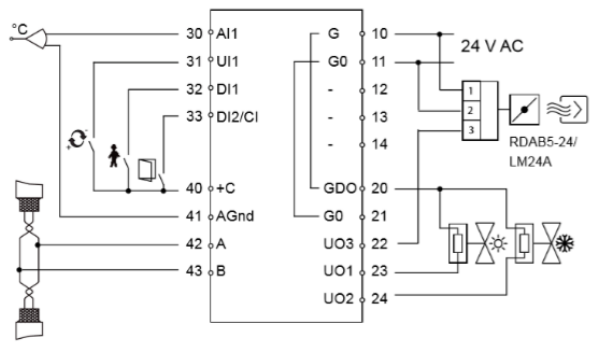 °C
30 AI1 G 10
24 V AC
31 UI1 G0 11
32 DI1 - 12
1
2
3
33 DI2/CI - 13
- 14
RDAB5-24/
LM24A
40 +C GDO 20
41 AGnd G0 21
42 A UO3 22
43 B UO1 23
UO2 24